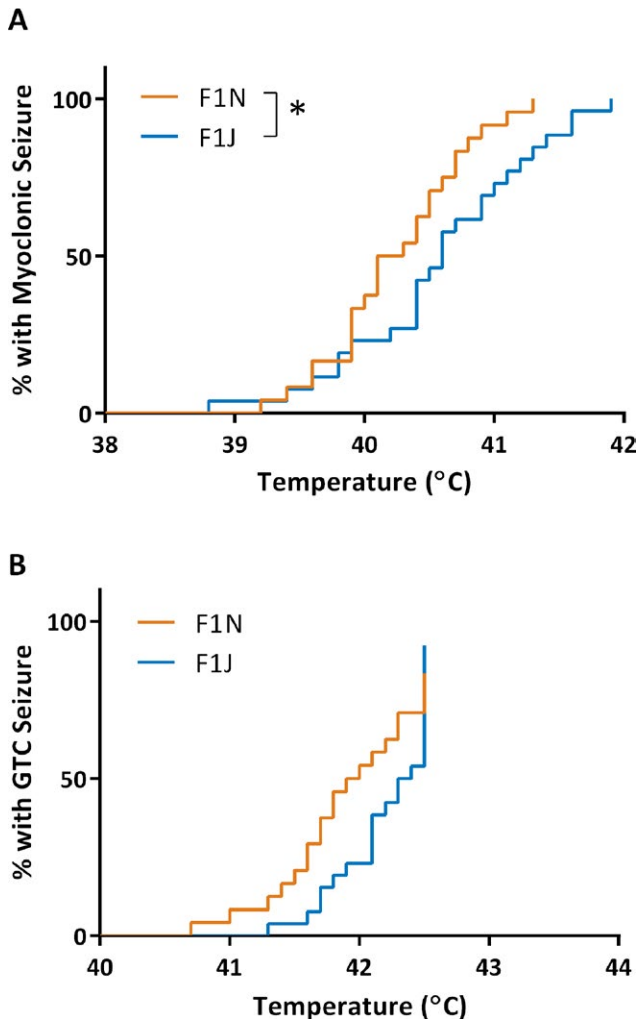 A
% with Myoclonic Seizure
100
50
0
F1N
F1J
*
38 39 40 41 42
Temperature (°C)
B
% with GTC Seizure
100
50
0
F1N
F1J
40 41 42 43 44
Temperature (°C)